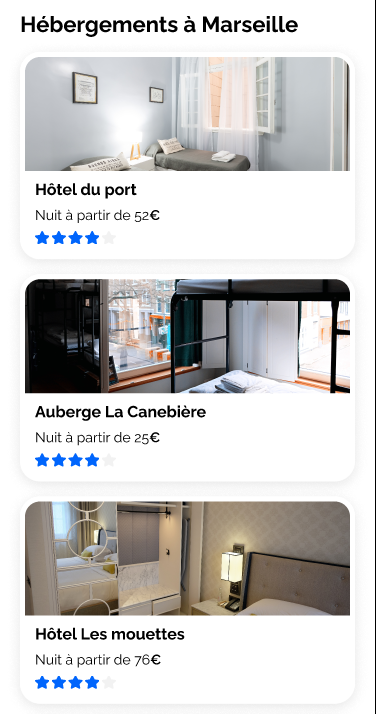 Hébergements à Marseille
Hôtel du port
Nuit à partir de 52€
Auberge La Canebière
Nuit à partir de 25€
Hôtel Les mouettes
Nuit à partir de 76€